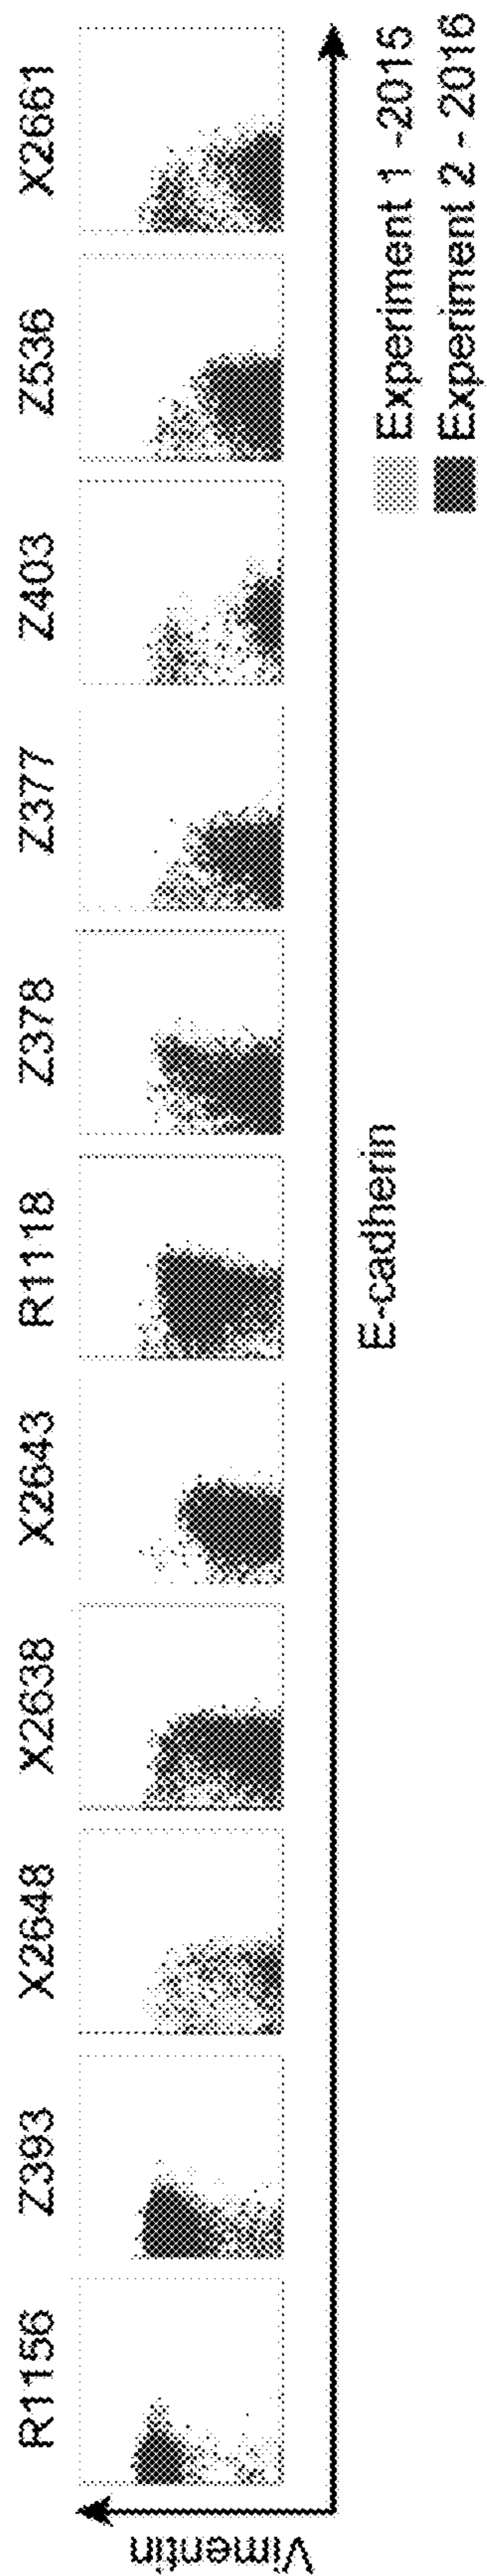 R1156 Z393 X2648 X2638 X2643 R1118 Z378 Z377 Z403 Z536 X2661
Vimentin
E-cadherin
Experiment 1 -2015
Experiment 2 - 2016